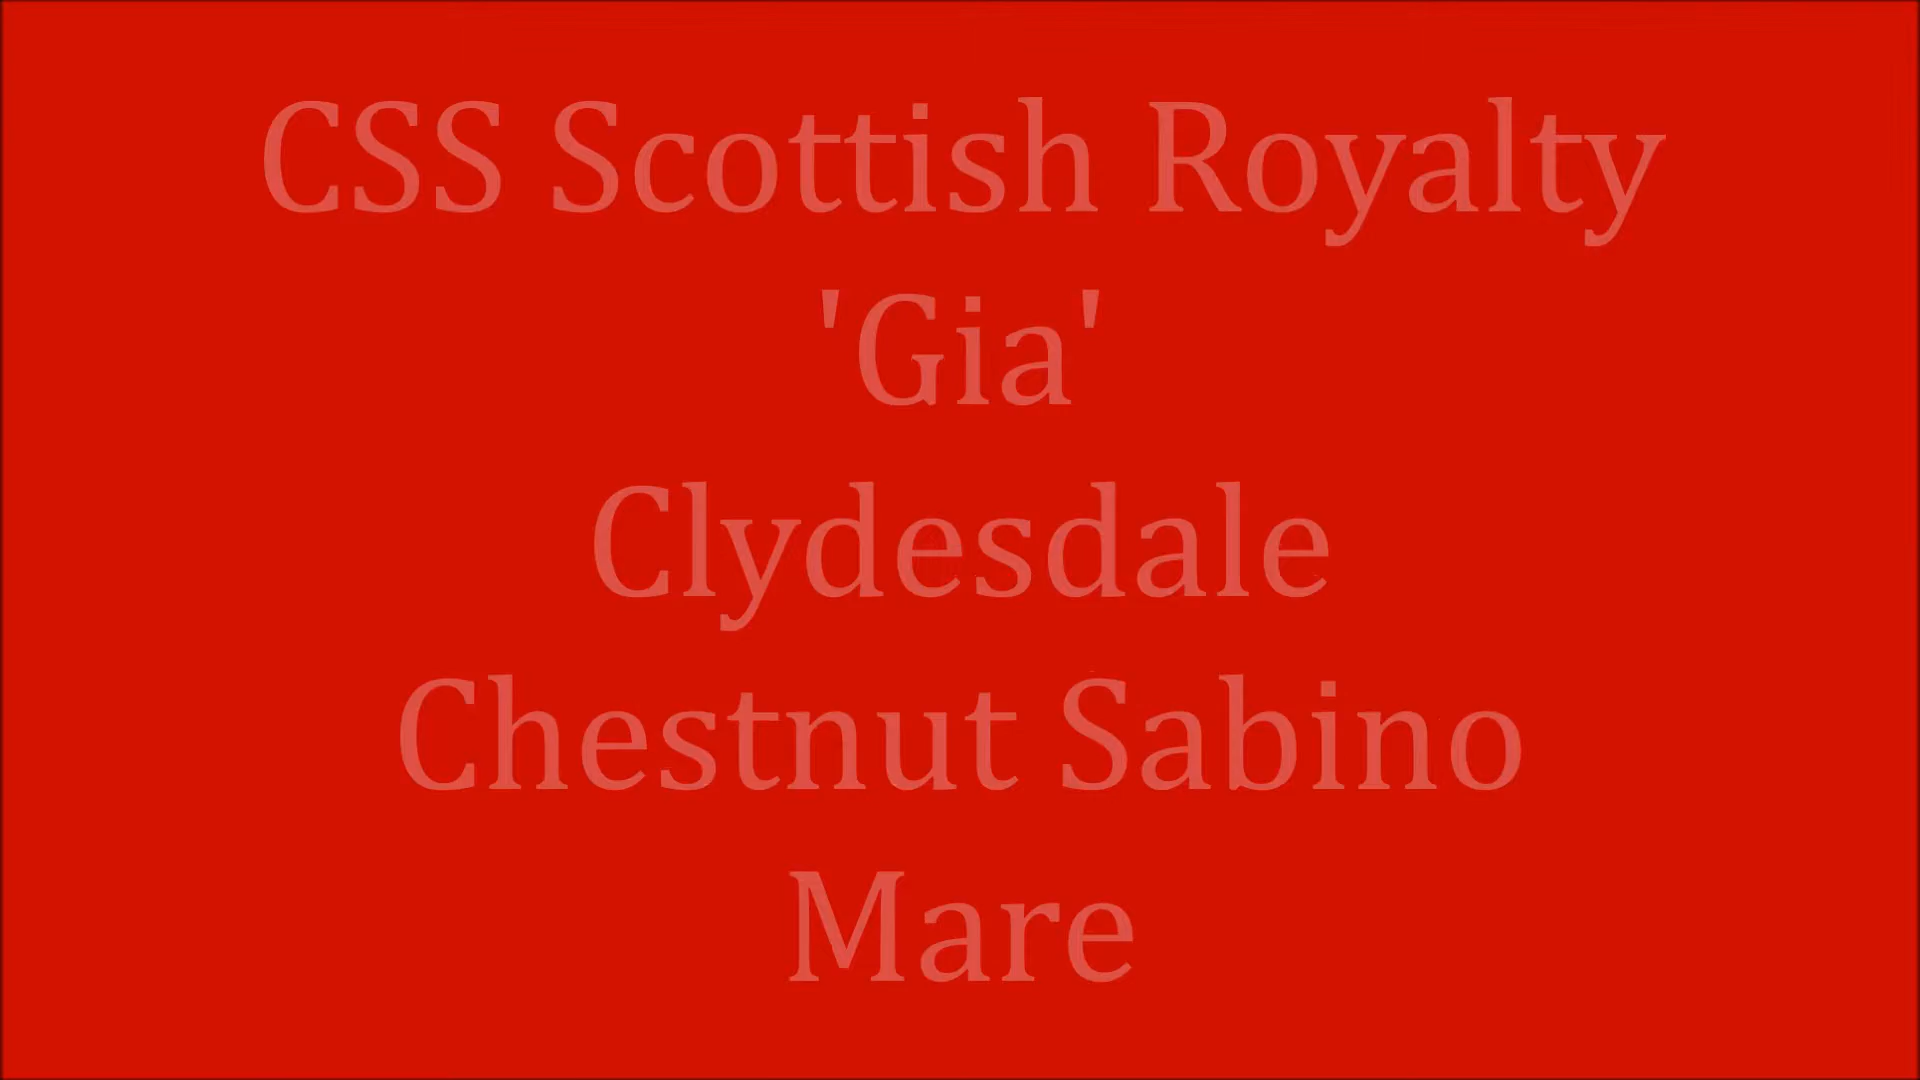 CSS Scottish Royalty
'Gia'
Clydesdale
Chestnut Sabino
Mare